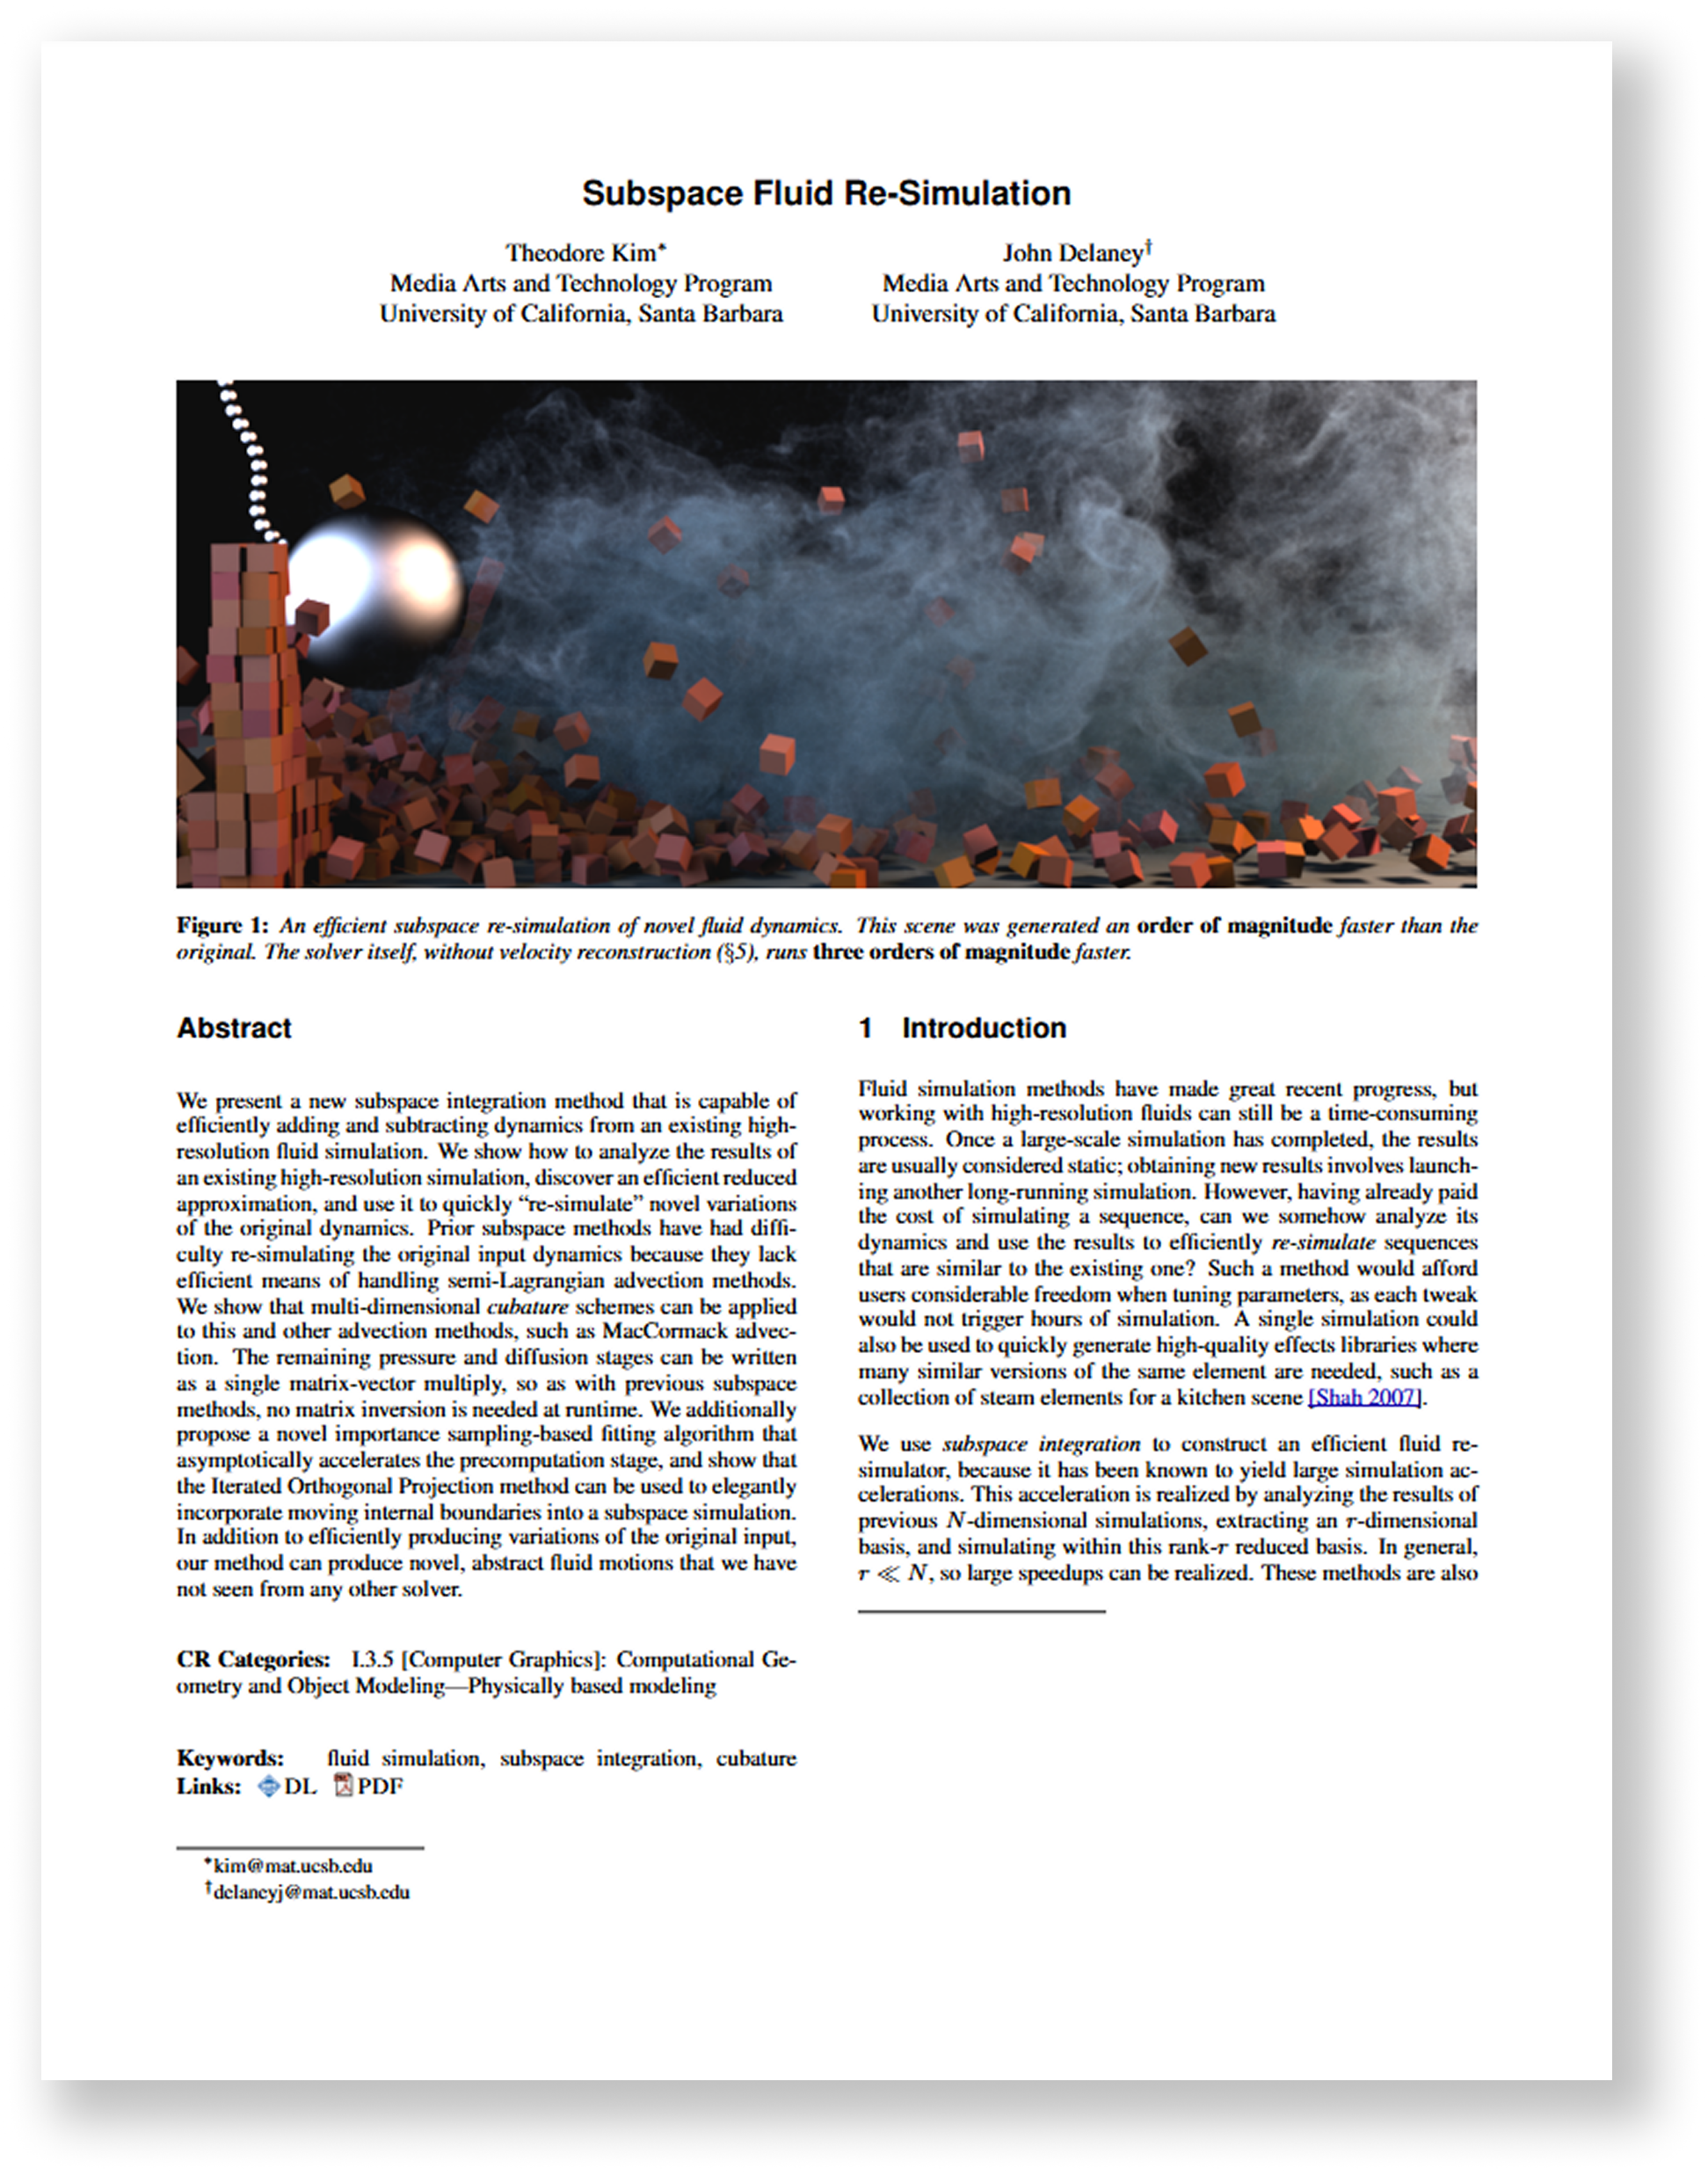 Subspace Fluid Re-Simulation
Theodore Kim*
Media Arts and Technology Program
University of California, Santa Barbara
John Delaney†
Media Arts and Technology Program
University of California, Santa Barbara
Figure 1: An efficient subspace re-simulation of novel fluid dynamics. This scene was generated an order of magnitude faster than the
original. The solver itself, without velocity reconstruction (§5), runs three orders of magnitude faster.
Abstract
We present a new subspace integration method that is capable of
efficiently adding and subtracting dynamics from an existing high-
resolution fluid simulation. We show how to analyze the results of
an existing high-resolution simulation, discover an efficient reduced
approximation, and use it to quickly “re-simulate” novel variations
of the original dynamics. Prior subspace methods have had diffi-
culty re-simulating the original input dynamics because they lack
efficient means of handling semi-Lagrangian advection methods.
We show that multi-dimensional cubature schemes can be applied
to this and other advection methods, such as MacCormack advec-
tion. The remaining pressure and diffusion stages can be written
as a single matrix-vector multiply, so as with previous subspace
methods, no matrix inversion is needed at runtime. We additionally
propose a novel importance sampling-based fitting algorithm that
asymptotically accelerates the precomputation stage, and show that
the Iterated Orthogonal Projection method can be used to elegantly
incorporate moving internal boundaries into a subspace simulation.
In addition to efficiently producing variations of the original input,
our method can produce novel, abstract fluid motions that we have
not seen from any other solver.
CR Categories: I.3.5 [Computer Graphics]: Computational Ge-
ometry and Object Modeling—Physically based modeling
Keywords: fluid simulation, subspace integration, cubature
Links: DL PDF
*kim@mat.ucsb.edu
†delaneyj@mat.ucsb.edu
1 Introduction
Fluid simulation methods have made great recent progress, but
working with high-resolution fluids can still be a time-consuming
process. Once a large-scale simulation has completed, the results
are usually considered static; obtaining new results involves launch-
ing another long-running simulation. However, having already paid
the cost of simulating a sequence, can we somehow analyze its
dynamics and use the results to efficiently re-simulate sequences
that are similar to the existing one? Such a method would afford
users considerable freedom when tuning parameters, as each tweak
would not trigger hours of simulation. A single simulation could
also be used to quickly generate high-quality effects libraries where
many similar versions of the same element are needed, such as a
collection of steam elements for a kitchen scene [Shah 2007].
We use subspace integration to construct an efficient fluid re-
simulator, because it has been known to yield large simulation ac-
celerations. This acceleration is realized by analyzing the results of
previous N-dimensional simulations, extracting an r-dimensional
basis, and simulating within this rank-r reduced basis. In general,
r ≪ N, so large speedups can be realized. These methods are also